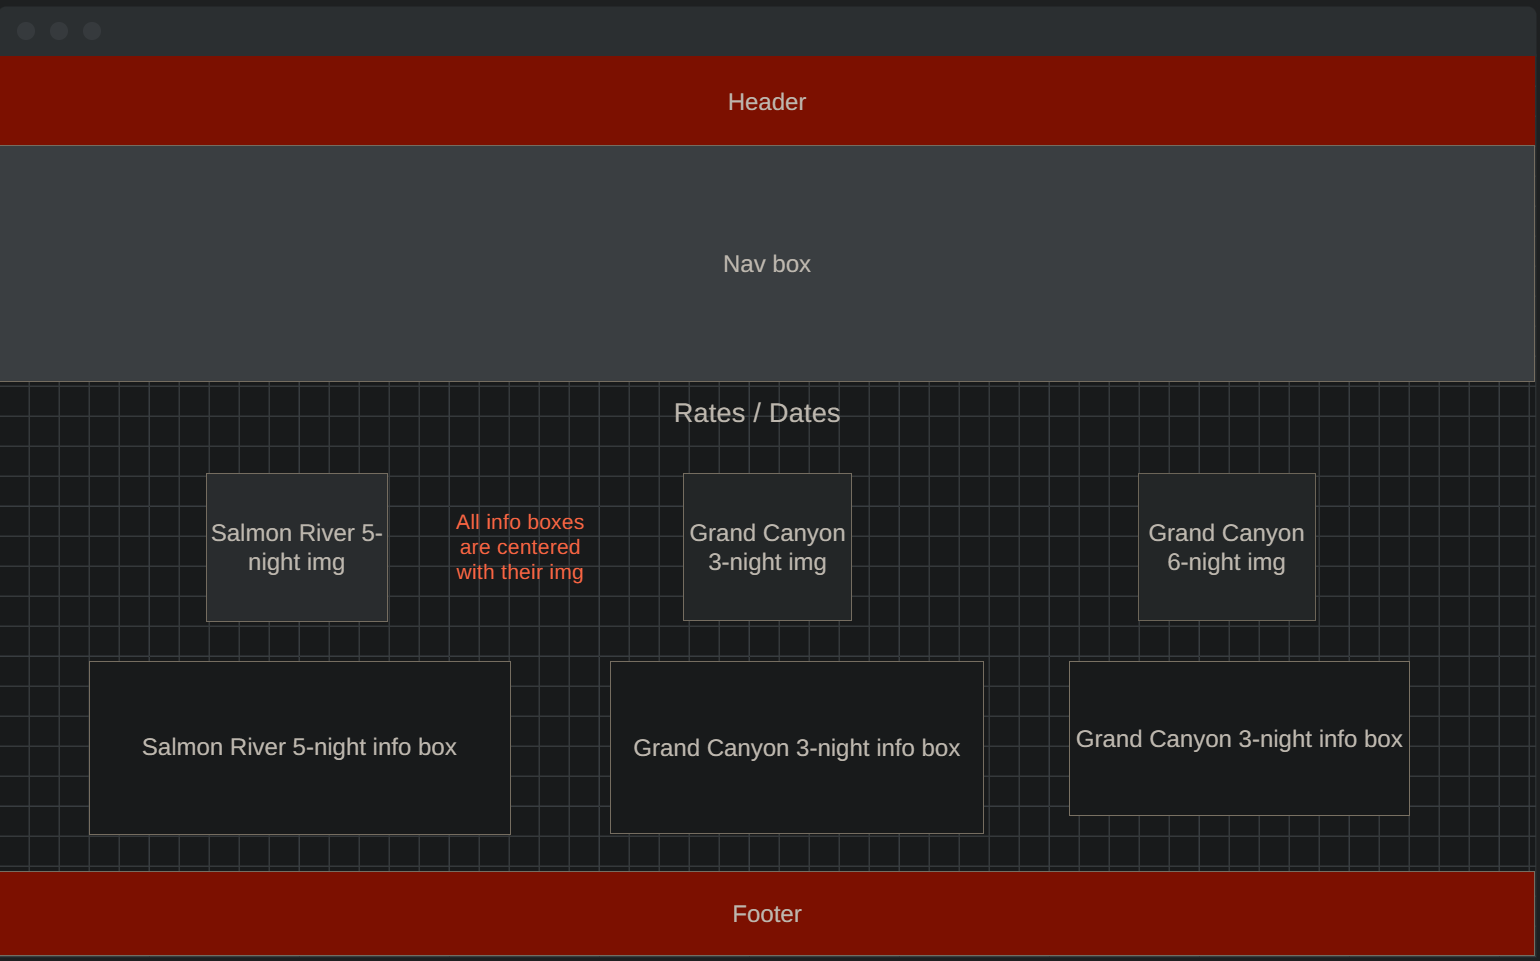 Header
Nav box
Rates / Dates
Salmon River 5-
night img
All info boxes
are centered
with their img
Grand Canyon
3-night img
Grand Canyon
6-night img
Salmon River 5-night info box
Grand Canyon 3-night info box
Grand Canyon 3-night info box
Footer